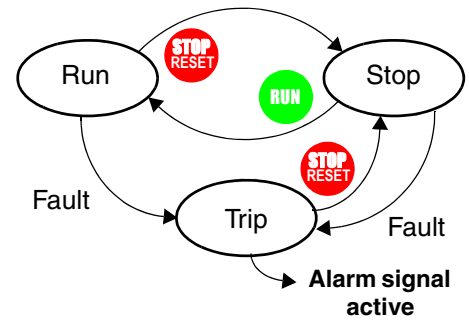 STOP
RESET
Run
Stop
RUN
STOP
RESET
Fault
Trip
Fault
Alarm signal
active